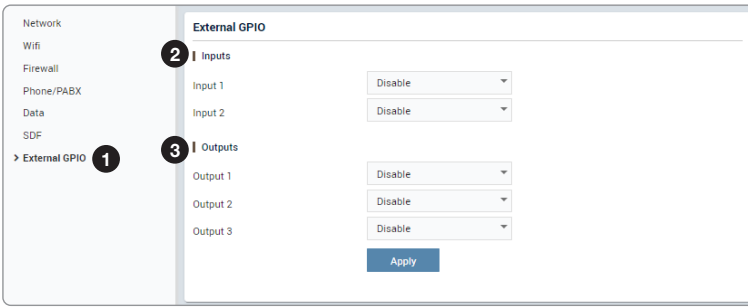 Network
Wifi
Firewall
Phone/PABX
Data
SDF
External GPIO 1
External GPIO
2 Inputs
Input 1 Disable
Input 2 Disable
3 Outputs
Output 1 Disable
Output 2 Disable
Output 3 Disable
Apply